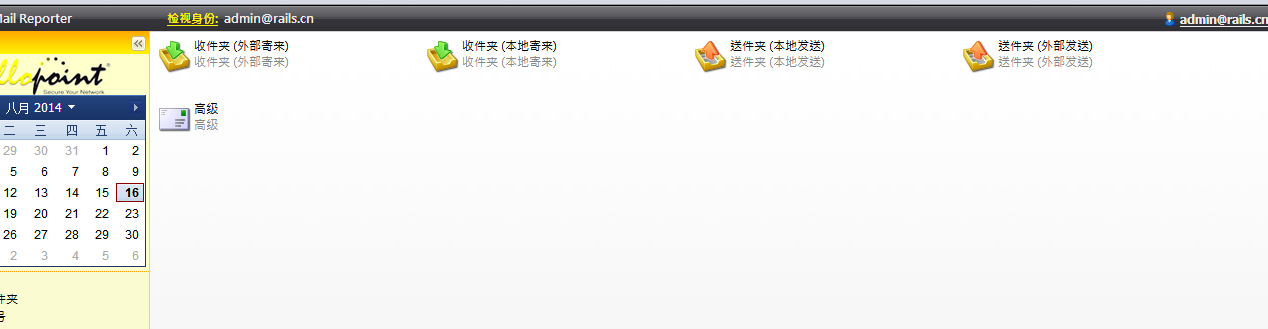 Mail Reporter
检视身份: admin@rails.cn
admin@rails.cn
收件夹 (外部寄来)
收件夹 (外部寄来)
收件夹 (本地寄来)
收件夹 (本地寄来)
送件夹 (本地发送)
送件夹 (本地发送)
送件夹 (外部发送)
送件夹 (外部发送)
高级
高级
llopoint®
Secure Your Network
八月 2014
二 三 四 五 六
29 30 31 1 2
5 6 7 8 9
12 13 14 15 16
19 20 21 22 23
26 27 28 29 30
2 3 4 5 6
件夹
号